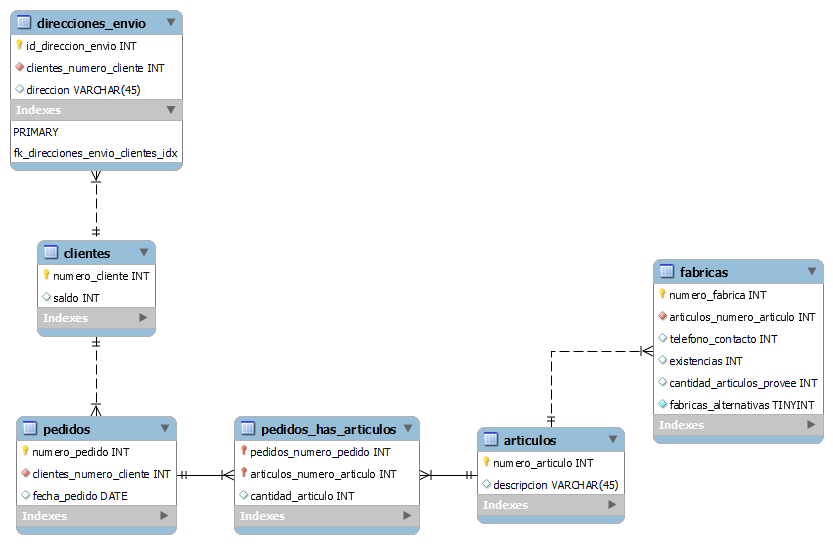 direcciones_envio
id_direccion_envio INT
clientes_numero_cliente INT
direccion VARCHAR(45)
Indexes
PRIMARY
fk_direcciones_envio_clientes_idx
clientes
numero_cliente INT
saldo INT
Indexes
pedidos
numero_pedido INT
clientes_numero_cliente INT
fecha_pedido DATE
Indexes
pedidos_has_articulos
pedidos_numero_pedido INT
articulos_numero_articulo INT
cantidad_articulo INT
Indexes
articulos
numero_articulo INT
descripcion VARCHAR(45)
Indexes
fabricas
numero_fabrica INT
articulos_numero_articulo INT
telefono_contacto INT
existencias INT
cantidad_articulos_provee INT
fabricas_alternativas TINYINT
Indexes